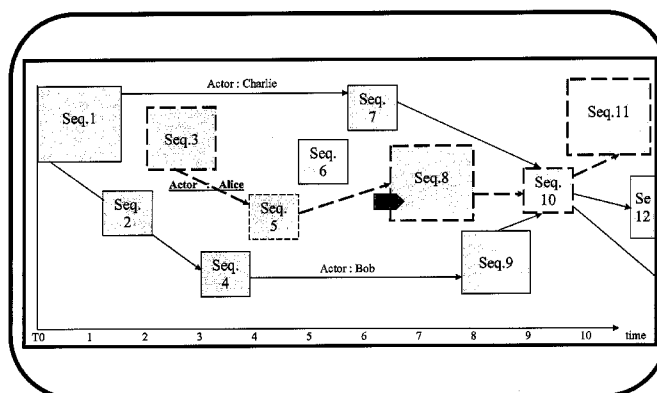 Actor : Charlie
Seq.1
Seq.
7
Seq.11
Seq.3
Seq.
6
Actor : Alice
Seq.8
Seq.
10
Seq.
2
Seq.
5
Se
12
Seq.
4
Actor : Bob
Seq.9
T0 1 2 3 4 5 6 7 8 9 10 time